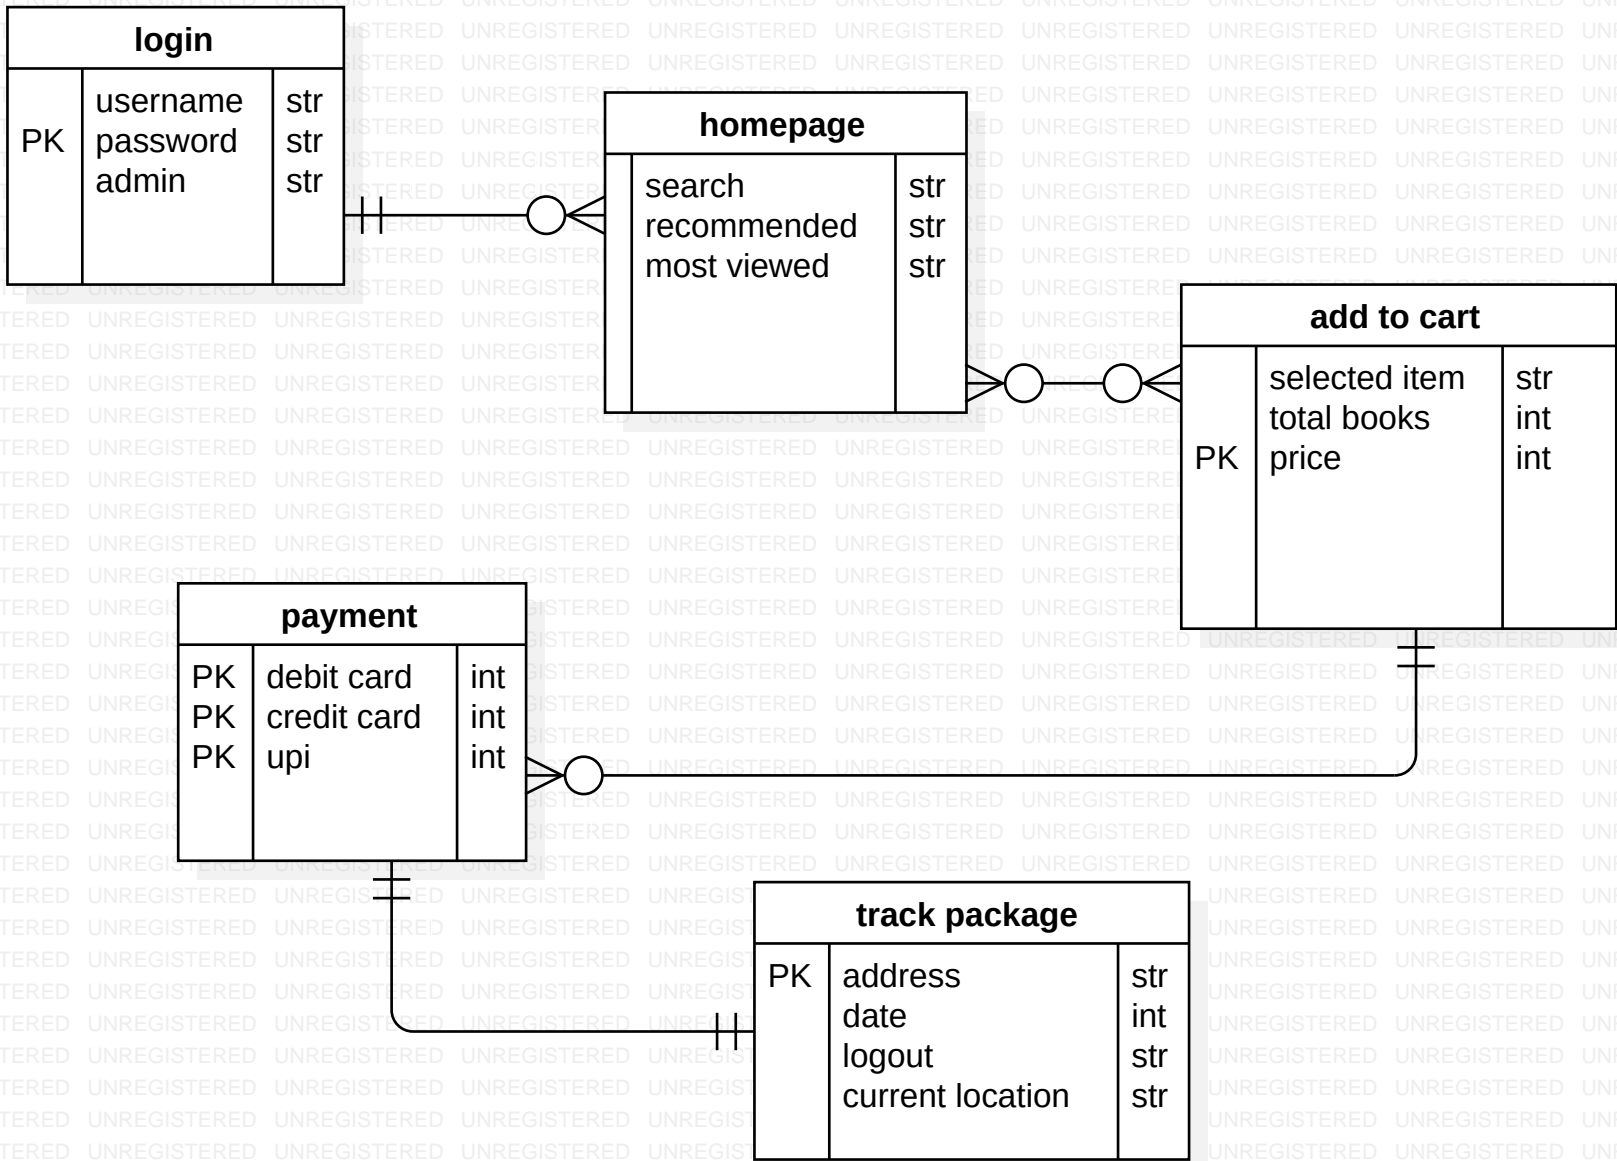 login
username str
PK password str
admin str
homepage
search str
recommended str
most viewed str
add to cart
selected item str
total books int
PK price int
payment
PK debit card int
PK credit card int
PK upi int
track package
PK address str
date int
logout str
current location str
UNREGISTERED